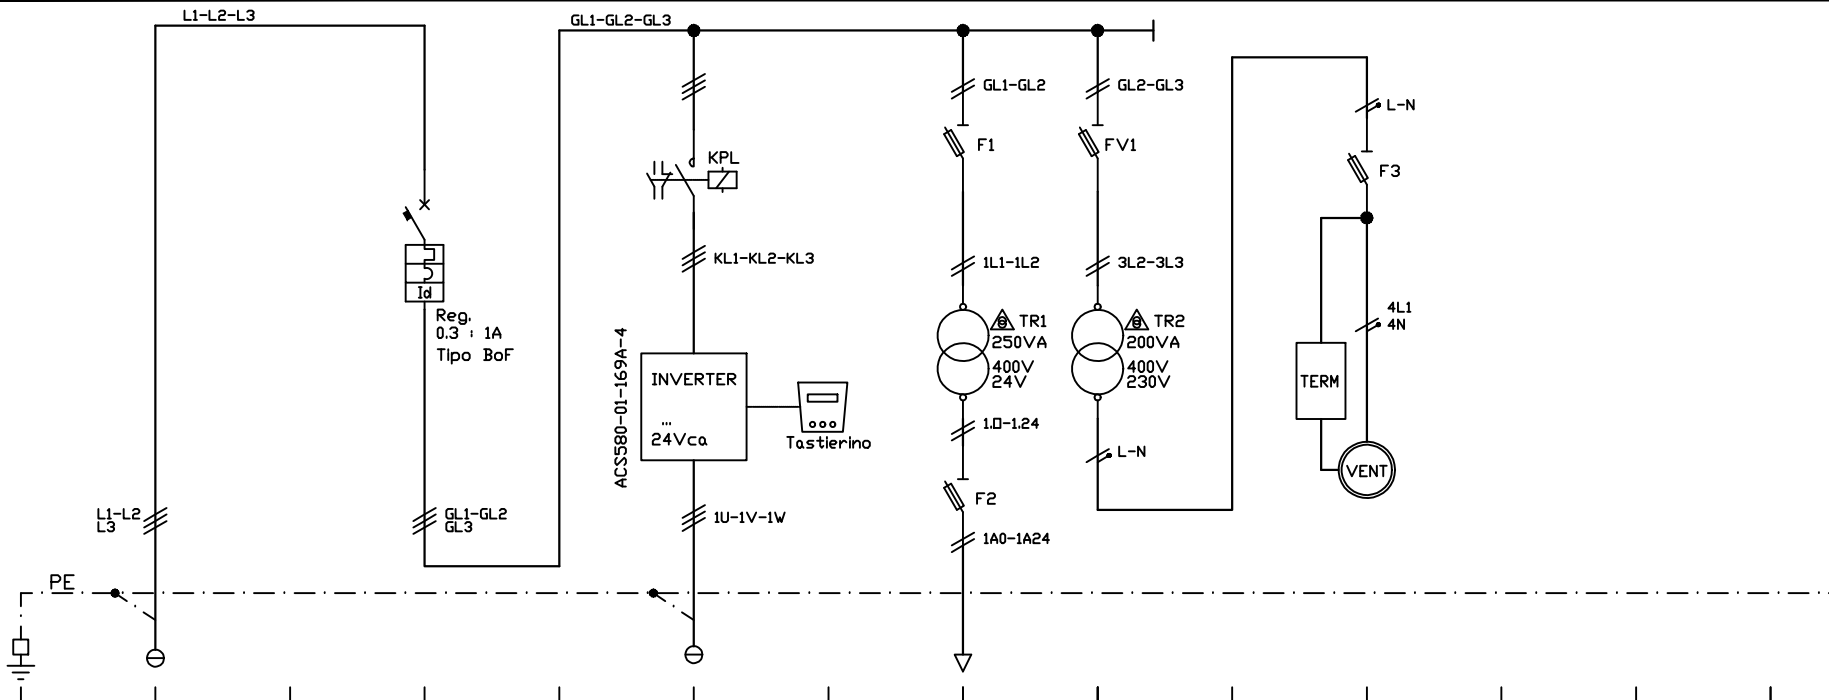 L1-L2-L3
GL1-GL2-GL3
GL1-GL2
GL2-GL3
L-N
F1
FV1
F3
KPL
KL1-KL2-KL3
1L1-1L2
3L2-3L3
Id
Reg.
0.3 ÷ 1A
Tipo BoF
ACS580-01-169A-4
INVERTER
...
24Vca
Tastierino
TR1
250VA
400V
24V
TR2
200VA
400V
230V
4L1
4N
TERM
VENT
1.0-1.24
L-N
F2
L1-L2
L3
GL1-GL2
GL3
1U-1V-1W
1A0-1A24
PE